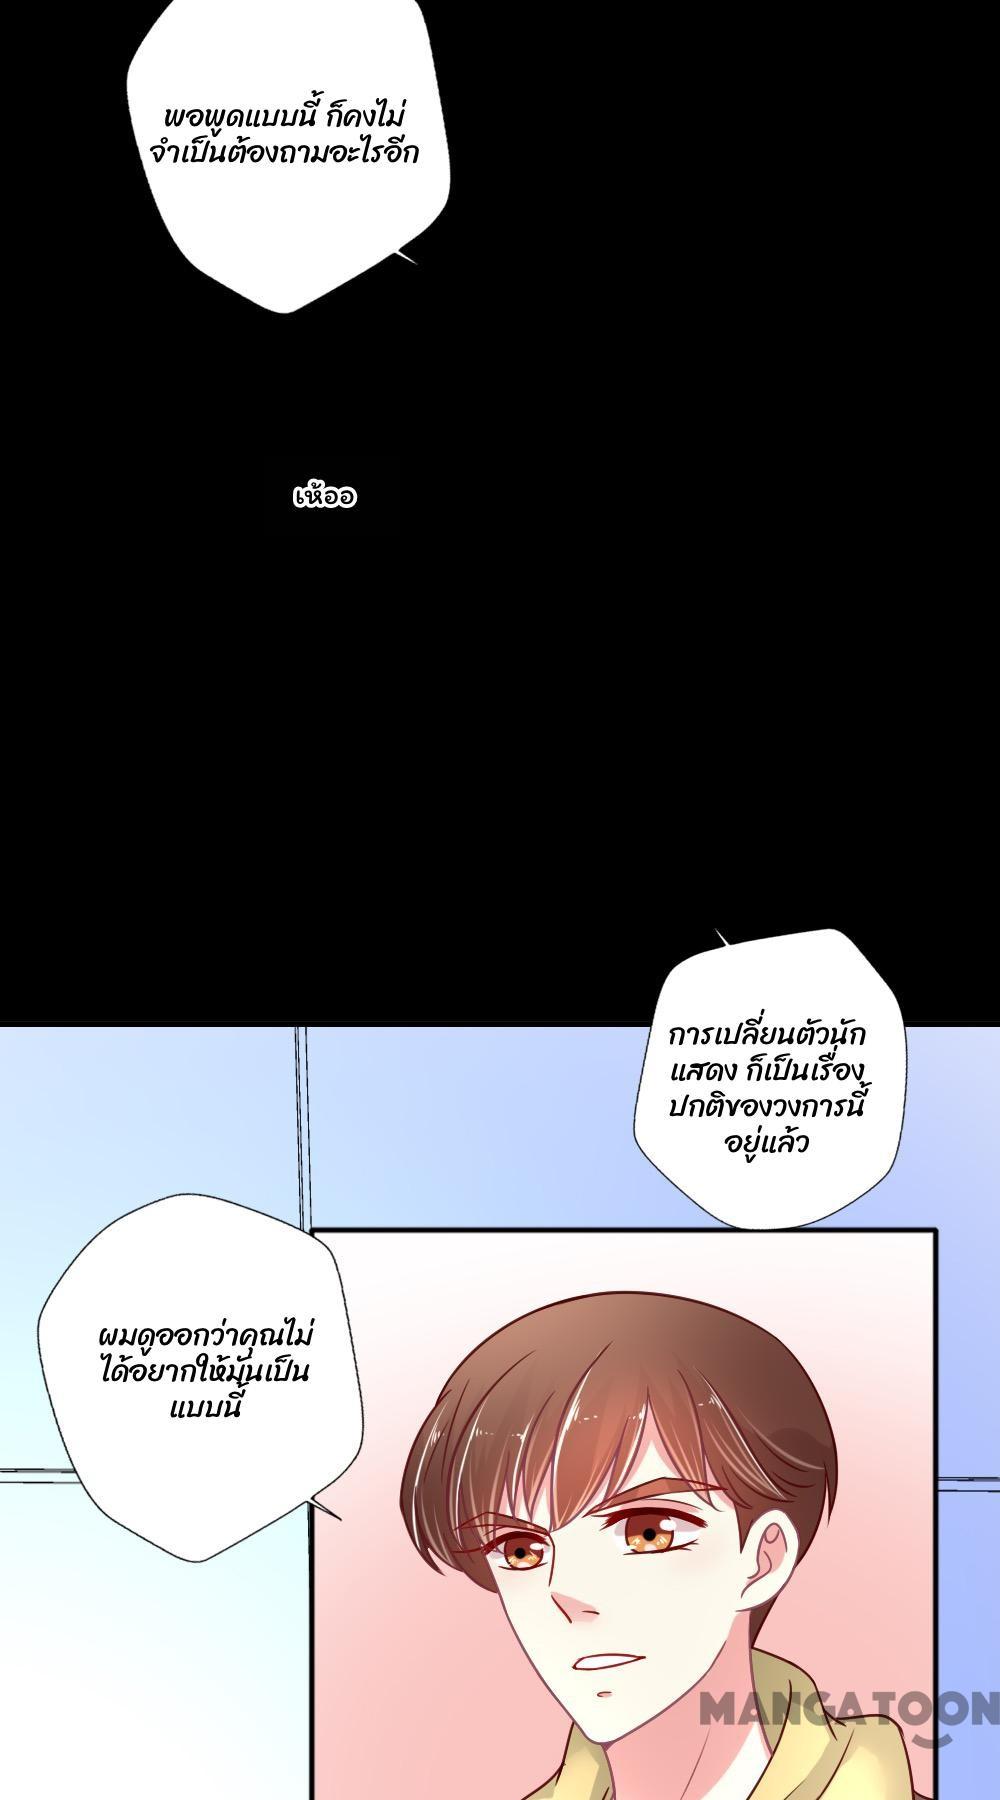 พอพูดแบบนี้ ก็คงไม่
จำเป็นต้องถามอะไรอีก
เห้ออ
การเปลี่ยนตัวนัก
แสดง ก็เป็นเรื่อง
ปกติของวงการนี้
อยู่แล้ว
ผมดูออกว่าคุณไม่
ได้อยากให้มันเป็น
แบบนี้
MANGATOON